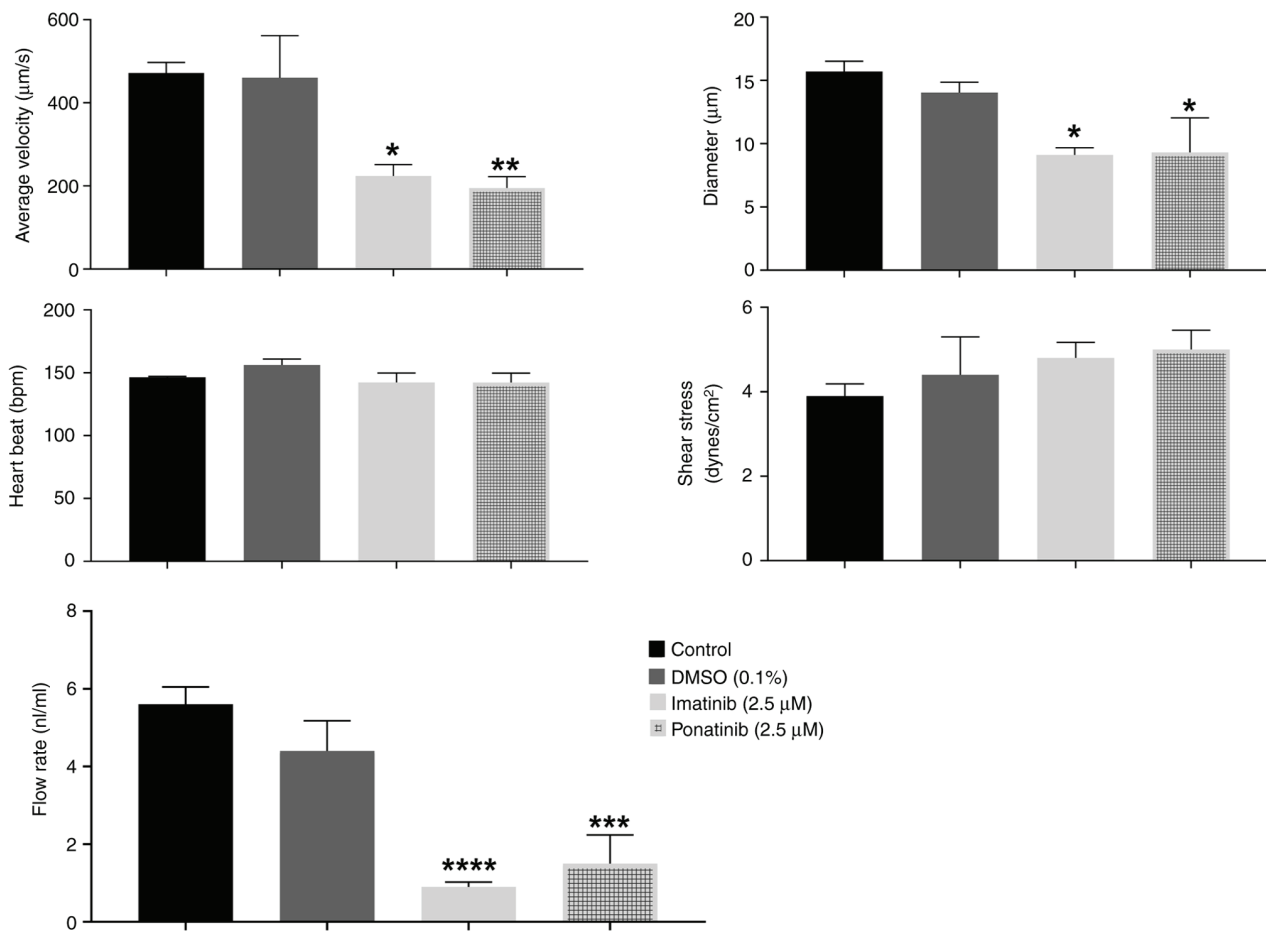 Average velocity (μm/s)
600
400
200
0
*
**
Diameter (μm)
20
15
10
5
0
*
*
Heart beat (bpm)
200
150
100
50
0
Shear stress
(dynes/cm²)
6
4
2
0
Flow rate (nl/ml)
8
6
4
2
0
****
***
Control
DMSO (0.1%)
Imatinib (2.5 μM)
Ponatinib (2.5 μM)